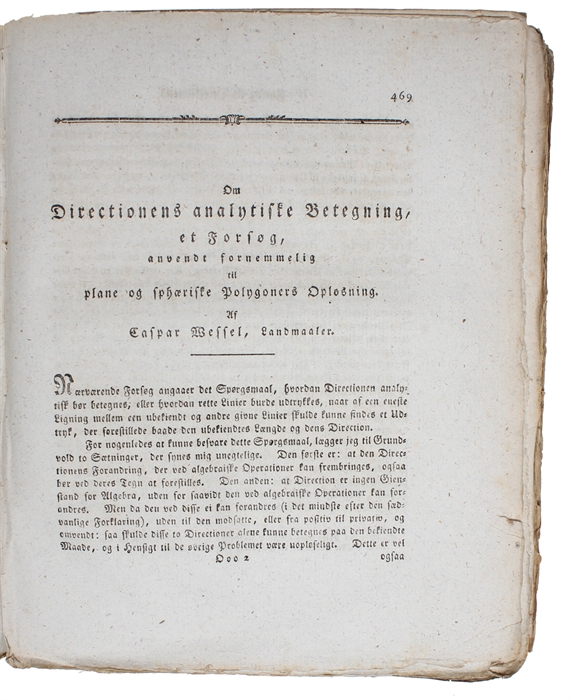 469
Om
Directionens analytiske Betegning,
et Forsøg,
anvendt fornemmelig
til
plane og sphæriske Polygoners Opløsning.
Af
Caspar Wessel, Landmaaler.
Nærværende Forsøg angaaer det Spørgsmaal, hvordan Directionen analy-
tisk bør betegnes, eller hvordan rette Linier burde udtrykkes, naar af en eneste
Ligning mellem een ubekiendt og andre givne Linier skulde kunne findes et Ud-
tryk, der forestillede baade den ubekiendtes Længde og dens Direction.
For nogenledes at kunne besvare dette Spørgsmaal, lægger jeg til Grund-
vold to Sætninger, der synes mig unegtelige. Den første er: at den Direc-
tionens Forandring, der ved algebraiske Operationer kan frembringes, ogsaa
bør ved deres Tegn at forestilles. Den anden: at Direction er ingen Gien-
stand for Algebra, uden for saavidt den ved algebraiske Operationer kan for-
andres. Men da den ved disse ei kan forandres (i det mindste efter den sæd-
vanlige Forklaring), uden til den modsatte, eller fra positiv til privativ, og
omvendt: saa skulde disse to Directioner alene kunne betegnes paa den bekiendte
Maade, og i Hensigt til de øvrige Problemet være uopløseligt. Dette er vel
Ooo 2
ogsaa